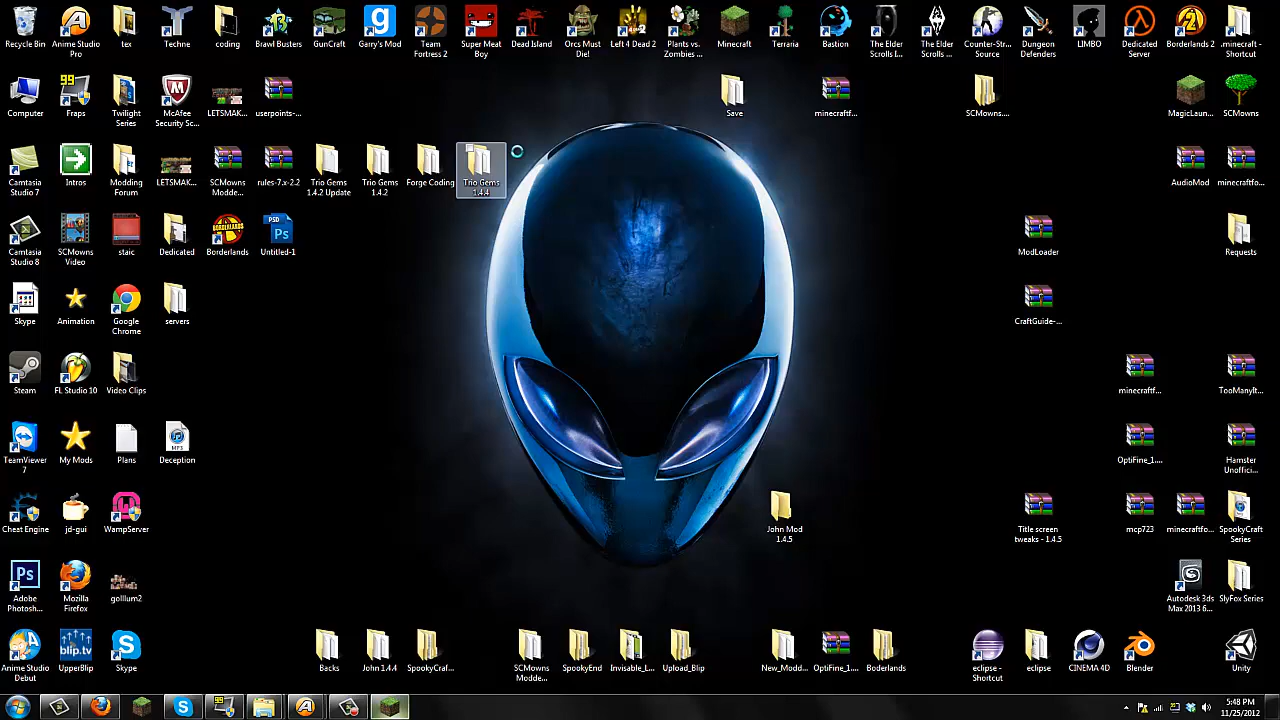 Recycle Bin
Anime Studio Pro
tex
Techne
coding
Brawl Busters
GunCraft
Garry's Mod
Team Fortress 2
Super Meat Boy
Dead Island
Orcs Must Die!
Left 4 Dead 2
Plants vs. Zombies ...
Minecraft
Terraria
Bastion
The Elder Scrolls I...
The Elder Scrolls ...
Counter-Str... Source
Dungeon Defenders
LIMBO
Dedicated Server
Borderlands 2
.minecraft - Shortcut
Computer
99
Fraps
Twilight Series
McAfee Security Sc...
LETSMAK...
userpoints-...
Save
minecraftf...
SCMowns....
MagicLaun...
SCMowns
Camtasia Studio 7
Intros
Modding Forum
LETSMAK...
SCMowns Modde...
rules-7.x-2.2
Trio Gems 1.4.2 Update
Trio Gems 1.4.2
Forge Coding
Trio Gems 1.4.4
AudioMod
minecraftfo...
Camtasia Studio 8
SCMowns Video
staic
Dedicated
Borderlands
PSD
Ps
Untitled-1
ModLoader
Requests
Skype
Animation
Google Chrome
servers
CraftGuide-...
Steam
FL Studio 10
Video Clips
minecraftf...
TooManyIt...
TeamViewer 7
My Mods
Plans
MP3
Deception
OptiFine_1....
Hamster Unoffici...
Cheat Engine
jd-gui
WampServer
John Mod 1.4.5
Title screen tweaks - 1.4.5
mcp723
minecraftfo...
SpookyCraft Series
Ps
Adobe Photosh...
Mozilla Firefox
golllum2
Autodesk 3ds Max 2013 6...
SlyFox Series
Anime Studio Debut
blip.tv
UpperBlip
Skype
Backs
John 1.4.4
SpookyCraf...
SCMowns Modde...
SpookyEnd
Invisable_L...
Upload_Blip
New_Modd...
OptiFine_1....
Boderlands
eclipse - Shortcut
eclipse
CINEMA 4D
Blender
Unity
5:48 PM
11/25/2012